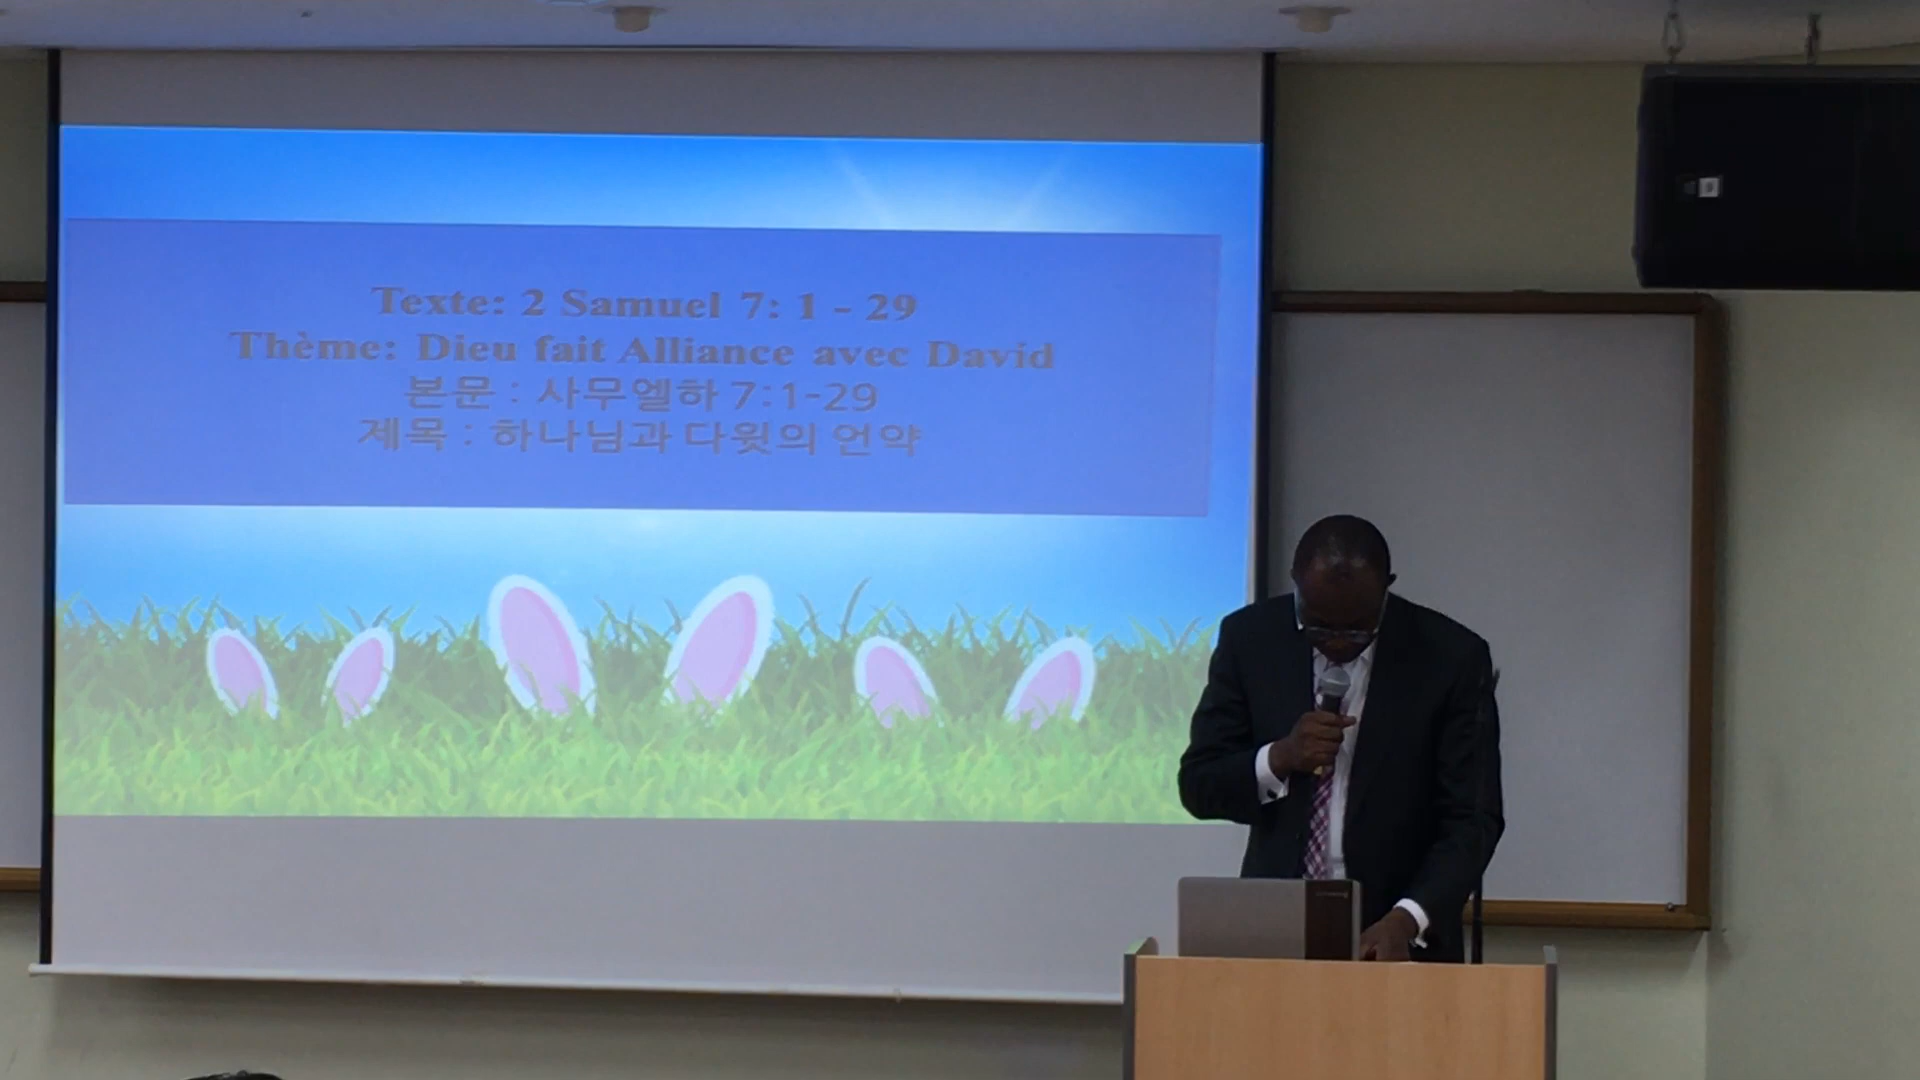 Texte: 2 Samuel 7: 1 - 29
Thème: Dieu fait Alliance avec David
본문 : 사무엘하 7:1-29
제목 : 하나님과 다윗의 언약